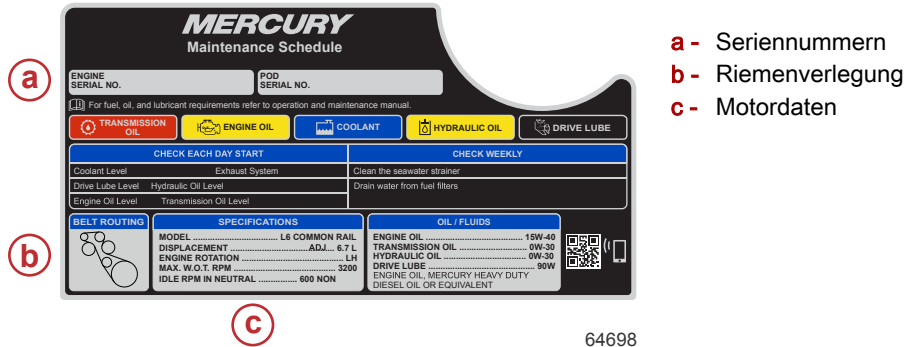 MERCURY
Maintenance Schedule
ENGINE
SERIAL NO.
POD
SERIAL NO.
For fuel, oil, and lubricant requirements refer to operation and maintenance manual.
TRANSMISSION
OIL
ENGINE OIL
COOLANT
HYDRAULIC OIL
DRIVE LUBE
CHECK EACH DAY START
CHECK WEEKLY
Coolant Level Exhaust System
Clean the seawater strainer
Drive Lube Level Hydraulic Oil Level
Drain water from fuel filters
Engine Oil Level Transmission Oil Level
BELT ROUTING
SPECIFICATIONS
MODEL ................................ L6 COMMON RAIL
DISPLACEMENT ............................ ADJ.... 6.7 L
ENGINE ROTATION ........................................ LH
MAX. W.O.T. RPM ........................................ 3200
IDLE RPM IN NEUTRAL ............... 600 NON
OIL / FLUIDS
ENGINE OIL ........................................ 15W-40
TRANSMISSION OIL ............................ 0W-30
HYDRAULIC OIL .................................. 0W-30
DRIVE LUBE ........................................ 90W
ENGINE OIL, MERCURY HEAVY DUTY
DIESEL OIL OR EQUIVALENT
a
b
c
a - Seriennummern
b - Riemenverlegung
c - Motordaten
64698